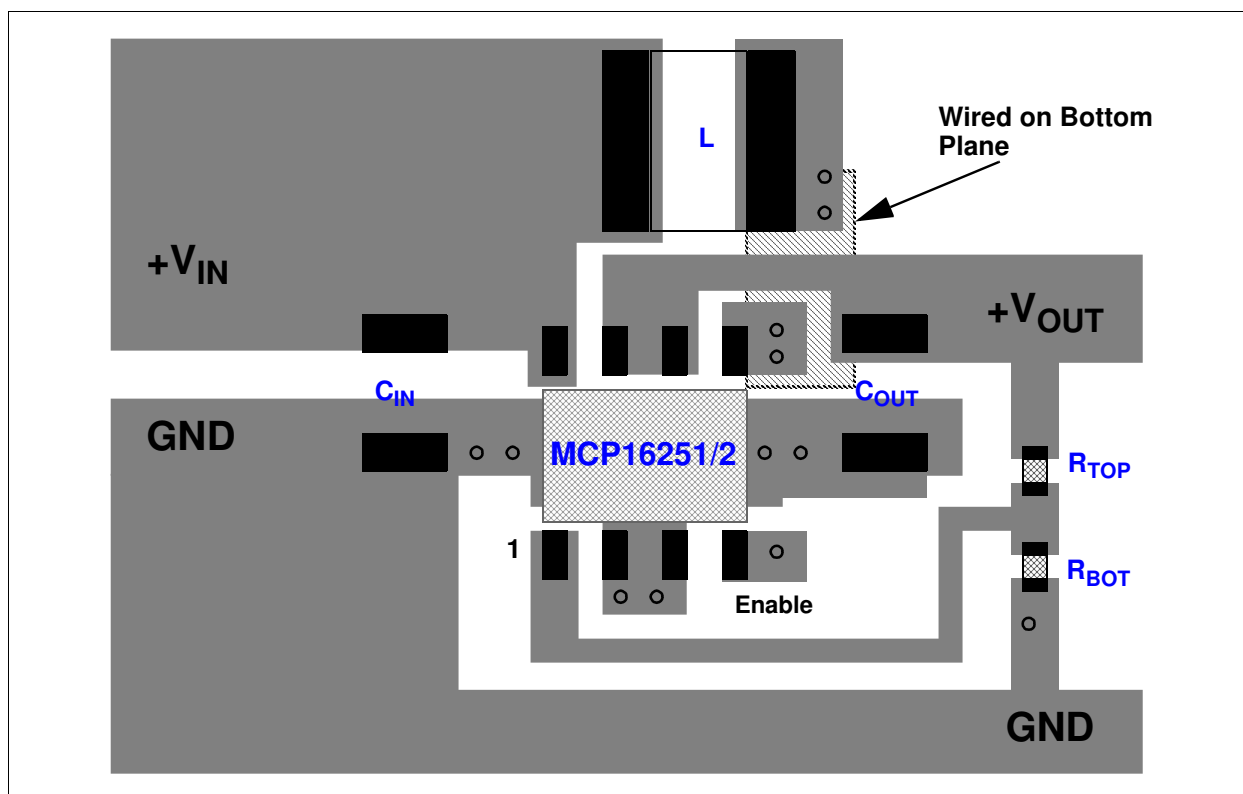 L
Wired on Bottom
Plane
+VIN
+VOUT
CIN
COUT
GND
MCP16251/2
RTOP
1
RBOT
Enable
GND